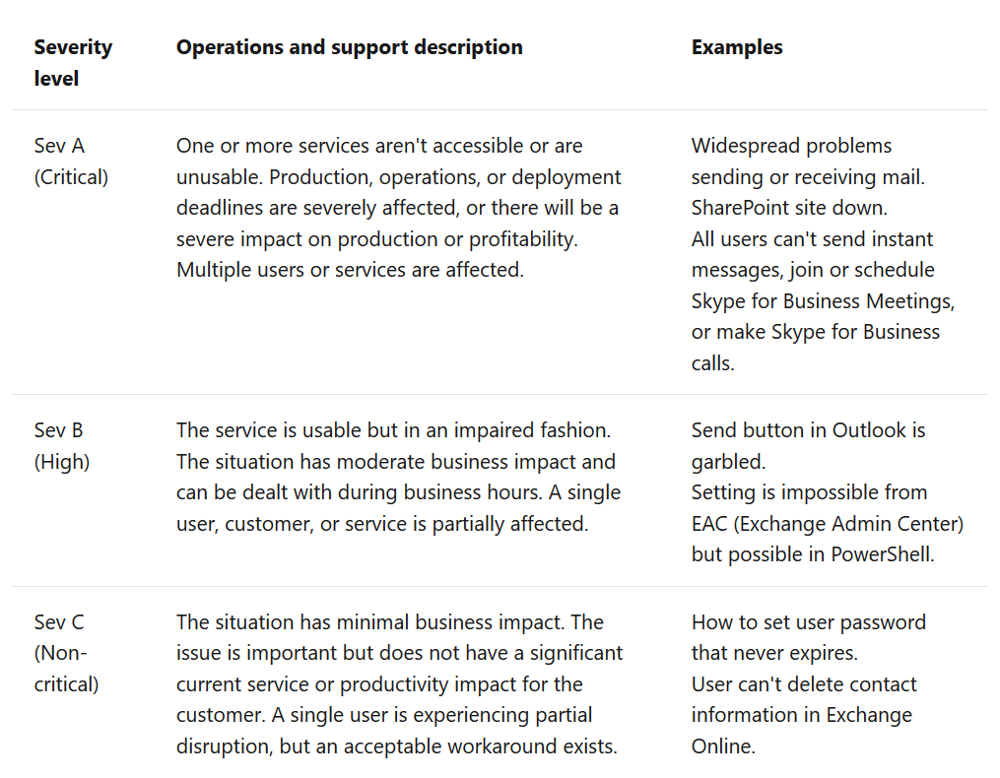 Severity level
Operations and support description
Examples
Sev A
(Critical)
One or more services aren't accessible or are
unusable. Production, operations, or deployment
deadlines are severely affected, or there will be a
severe impact on production or profitability.
Multiple users or services are affected.
Widespread problems
sending or receiving mail.
SharePoint site down.
All users can't send instant
messages, join or schedule
Skype for Business Meetings,
or make Skype for Business
calls.
Sev B
(High)
The service is usable but in an impaired fashion.
The situation has moderate business impact and
can be dealt with during business hours. A single
user, customer, or service is partially affected.
Send button in Outlook is
garbled.
Setting is impossible from
EAC (Exchange Admin Center)
but possible in PowerShell.
Sev C
(Non-
critical)
The situation has minimal business impact. The
issue is important but does not have a significant
current service or productivity impact for the
customer. A single user is experiencing partial
disruption, but an acceptable workaround exists.
How to set user password
that never expires.
User can't delete contact
information in Exchange
Online.